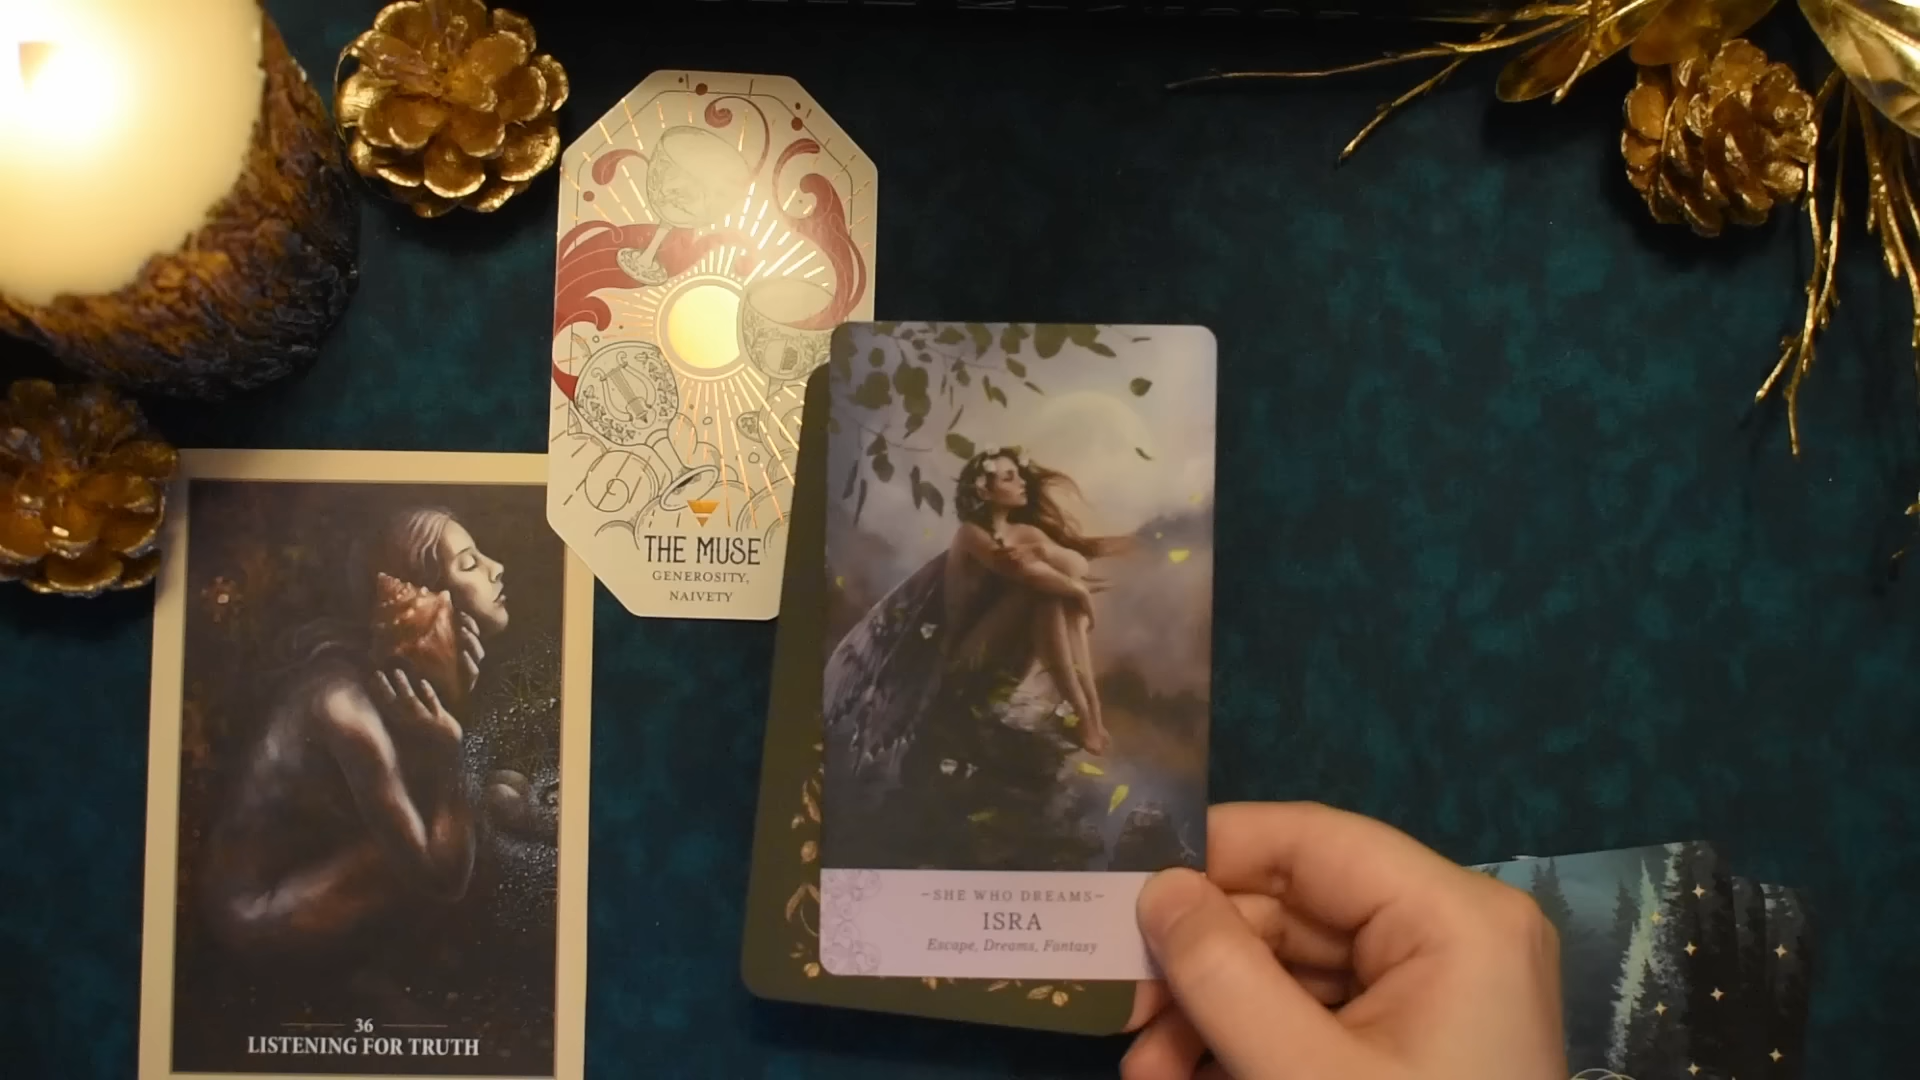 THE MUSE
GENEROSITY,
NAIVETY
~SHE WHO DREAMS~
ISRA
Escape, Dreams, Fantasy
36
LISTENING FOR TRUTH